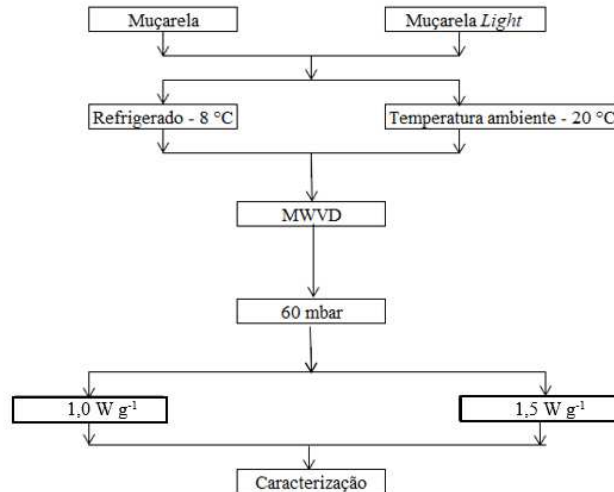 Muçarela
Muçarela Light
Refrigerado - 8 °C
Temperatura ambiente - 20 °C
MWVD
60 mbar
1,0 W g⁻¹
1,5 W g⁻¹
Caracterização